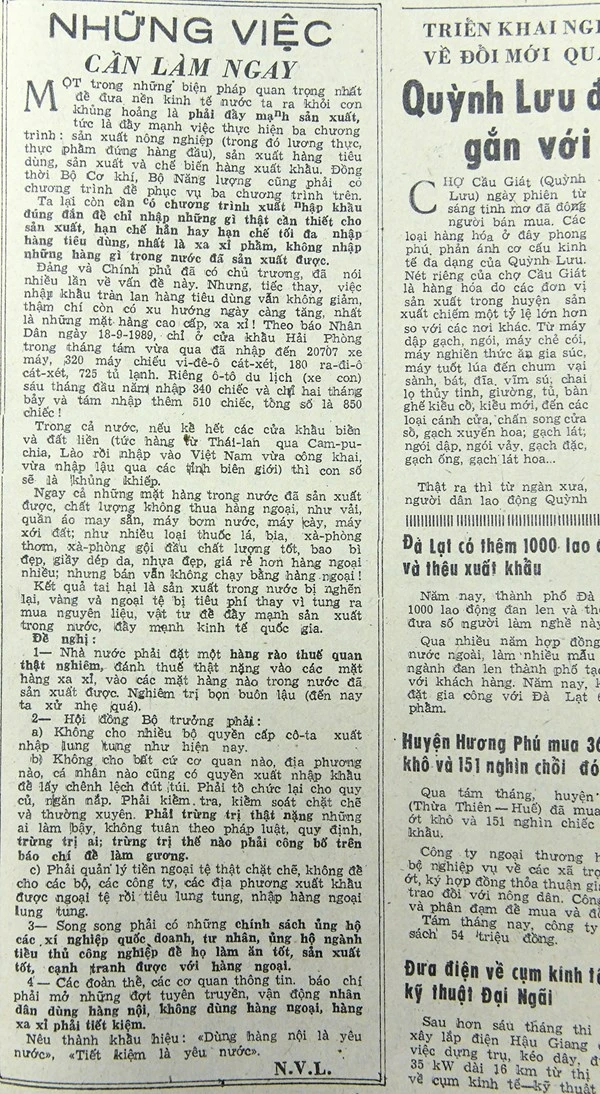 NHỮNG VIỆC
CẦN LÀM NGAY
MỘT trong những biện pháp quan trọng nhất
để đưa nền kinh tế nước ta ra khỏi cơn
khủng hoảng là phải đẩy mạnh sản xuất,
tức là đẩy mạnh việc thực hiện ba chương
trình: sản xuất nông nghiệp (trong đó lương thực,
thực phẩm đứng hàng đầu), sản xuất hàng tiêu
dùng, sản xuất và chế biến hàng xuất khẩu. Đồng
thời Bộ Cơ khí, Bộ Năng lượng cũng phải có
chương trình để phục vụ ba chương trình trên.
Ta lại còn cần có chương trình xuất nhập khẩu
đúng đắn để chỉ nhập những gì thật cần thiết cho
sản xuất, hạn chế hẳn hay hạn chế tối đa nhập
hàng tiêu dùng, nhất là xa xỉ phẩm, không nhập
những hàng gì trong nước đã sản xuất được.
Đảng và Chính phủ đã có chủ trương, đã nói
nhiều lần về vấn đề này. Nhưng, tiếc thay, việc
nhập khẩu tràn lan hàng tiêu dùng vẫn không giảm,
thậm chí còn có xu hướng ngày càng tăng, nhất
là những mặt hàng cao cấp, xa xỉ! Theo báo Nhân
Dân ngày 18-9-1989, chỉ ở cửa khẩu Hải Phòng
trong tháng tám vừa qua đã nhập đến 20707 xe
máy, 320 máy chiếu vi-đê-ô cát-xét, 180 ra-đi-ô
cát-xét, 725 tủ lạnh. Riêng ô-tô du lịch (xe con)
sáu tháng đầu năm nhập 340 chiếc và chỉ hai tháng
bảy và tám nhập thêm 510 chiếc, tổng số là 850
chiếc!
Trong cả nước, nếu kể hết các cửa khẩu biển
và đất liền (tức hàng từ Thái-lan qua Cam-pu-
chia, Lào rồi nhập vào Việt Nam vừa công khai,
vừa nhập lậu qua các tỉnh biên giới) thì con số
sẽ là khủng khiếp.
Ngay cả những mặt hàng trong nước đã sản xuất
được, chất lượng không thua hàng ngoại, như vải,
quần áo may sẵn, máy bơm nước, máy cày, máy
xới đất; như nhiều loại thuốc lá, bia, xà-phòng
thơm, xà-phòng gội đầu chất lượng tốt, bao bì
đẹp, giầy dép da, nhựa đẹp, giá rẻ hơn hàng ngoại
nhiều; nhưng bán vẫn không chạy bằng hàng ngoại!
Kết quả tai hại là sản xuất trong nước bị nghẽn
lại, vàng và ngoại tệ bị tiêu phí thay vì tung ra
mua nguyên liệu, vật tư để đẩy mạnh sản xuất
trong nước, đẩy mạnh kinh tế quốc gia.
Đề nghị:
1— Nhà nước phải đặt một hàng rào thuế quan
thật nghiêm, đánh thuế thật nặng vào các mặt
hàng xa xỉ, vào các mặt hàng nào trong nước đã
sản xuất được. Nghiêm trị bọn buôn lậu (đến nay
ta xử nhẹ quá).
2— Hội đồng Bộ trưởng phải:
a) Không cho nhiều bộ quyền cấp cô-ta xuất
nhập lung tung như hiện nay.
b) Không cho bất cứ cơ quan nào, địa phương
nào, cá nhân nào cũng có quyền xuất nhập khẩu
để lấy chênh lệch đút túi. Phải tổ chức lại cho quy
củ, ngăn nắp. Phải kiểm tra, kiểm soát chặt chẽ
và thường xuyên. Phải trừng trị thật nặng những
ai làm bậy, không tuân theo pháp luật, quy định,
trừng trị ai; trừng trị thế nào phải công bố trên
báo chí để làm gương.
c) Phải quản lý tiền ngoại tệ thật chặt chẽ, không để
cho các bộ, các công ty, các địa phương xuất khẩu
được ngoại tệ rồi tiêu lung tung, nhập hàng ngoại
lung tung.
3— Song song phải có những chính sách ủng hộ
các xí nghiệp quốc doanh, tư nhân, ủng hộ ngành
tiểu thủ công nghiệp để họ làm ăn tốt, sản xuất
tốt, cạnh tranh được với hàng ngoại.
4— Các đoàn thể, các cơ quan thông tin, báo chí
phải mở những đợt tuyên truyền, vận động nhân
dân dùng hàng nội, không dùng hàng ngoại, hàng
xa xỉ phải tiết kiệm.
Nêu thành khẩu hiệu: «Dùng hàng nội là yêu
nước», «Tiết kiệm là yêu nước».
N.V.L.
TRIỂN KHAI NGH
VỀ ĐỔI MỚI QUẢ
Quỳnh Lưu đ
gắn với
CHỢ Cầu Giát (Quỳnh
Lưu) ngày phiên từ
sáng tinh mơ đã đông
người bán mua. Các
loại hàng hóa ở đây phong
phú phản ánh cơ cấu kinh
tế đa dạng của Quỳnh Lưu.
Nét riêng của chợ Cầu Giát
là hàng hóa do các đơn vị
sản xuất trong huyện sản
xuất chiếm một tỷ lệ lớn hơn
so với các nơi khác. Từ máy
dập gạch, ngói, máy chẻ cói,
máy nghiền thức ăn gia súc,
máy tuốt lúa đến chum vại
sành, bát, đĩa, vĩm sứ; chai
lọ thủy tinh, giường, tủ, bàn
ghế kiểu cổ, kiểu mới, đến các
loại cánh cửa, chấn song cửa
sổ, gạch xuyến hoa; gạch lát;
ngói dập, ngói vảy, gạch đặc,
gạch ống, gạch lát hoa...
Thật ra thì từ ngàn xưa,
người dân lao động Quỳnh
Đà Lạt có thêm 1000 lao đ
và thêu xuất khẩu
Năm nay, thành phố Đà
1000 lao động đan len và th
đưa số người làm nghề này
Qua nhiều năm hợp đồng
nước ngoài, làm nhiều mẫu
ngành đan len thành phố tạo
với khách hàng. Năm nay, k
đặt gia công với Đà Lạt 6
phẩm.
Huyện Hương Phú mua 36
khô và 151 nghìn chổi đó
Qua tám tháng, huyện
(Thừa Thiên — Huế) đã mua
ớt khô và 151 nghìn chiếc
khẩu.
Công ty ngoại thương h
bộ nghiệp vụ về các xã trọ
ớt, ký hợp đồng thỏa thuận giá
trao đổi với nông dân. Công
và phân đạm để mua và đổ
Tám tháng nay, công ty
sách 54 triệu đồng.
Đưa điện về cụm kinh tế
kỹ thuật Đại Ngãi
Sau hơn sáu tháng thi
xây lắp điện Hậu Giang
việc dựng trụ, kéo dây, đ
35 kW dài 16 km từ thị
về cụm kinh tế—kỹ thuật